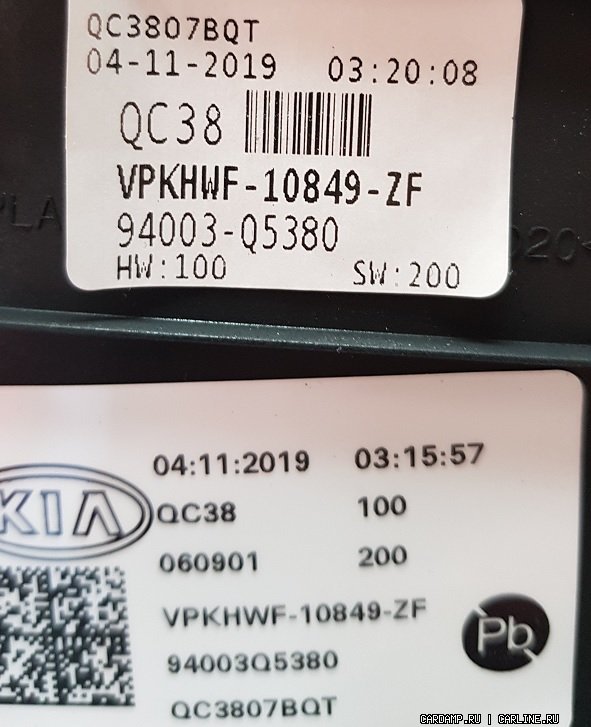 QC3807BQT
04-11-2019 03:20:08
QC38
VPKHWF-10849-ZF
94003-Q5380
HW:100 SW:200
PLA
020<
04:11:2019 03:15:57
KIA
QC38 100
060901 200
VPKHWF-10849-ZF
94003Q5380
Pb
QC3807BQT
CARDAMP.RU | CARLINE.RU